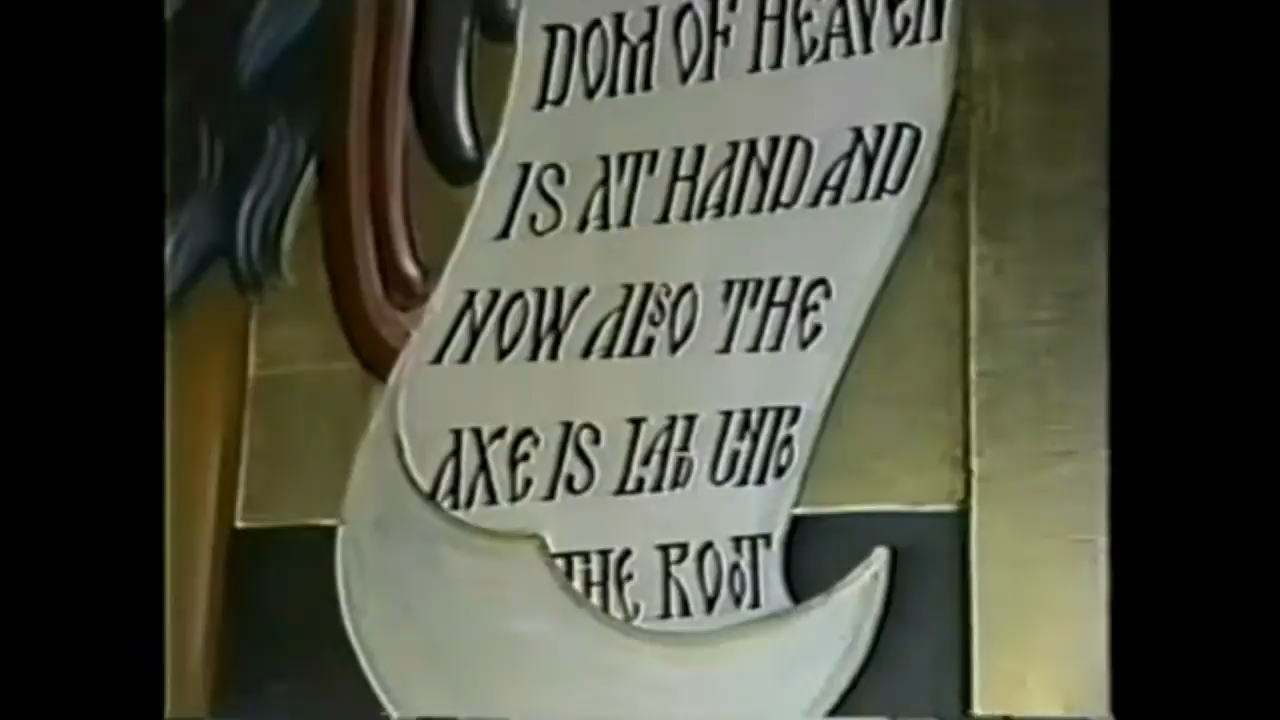 DOM OF HEAVEN
IS AT HAND AND
NOW ALSO THE
AXE IS LAID UNTO
THE ROOT